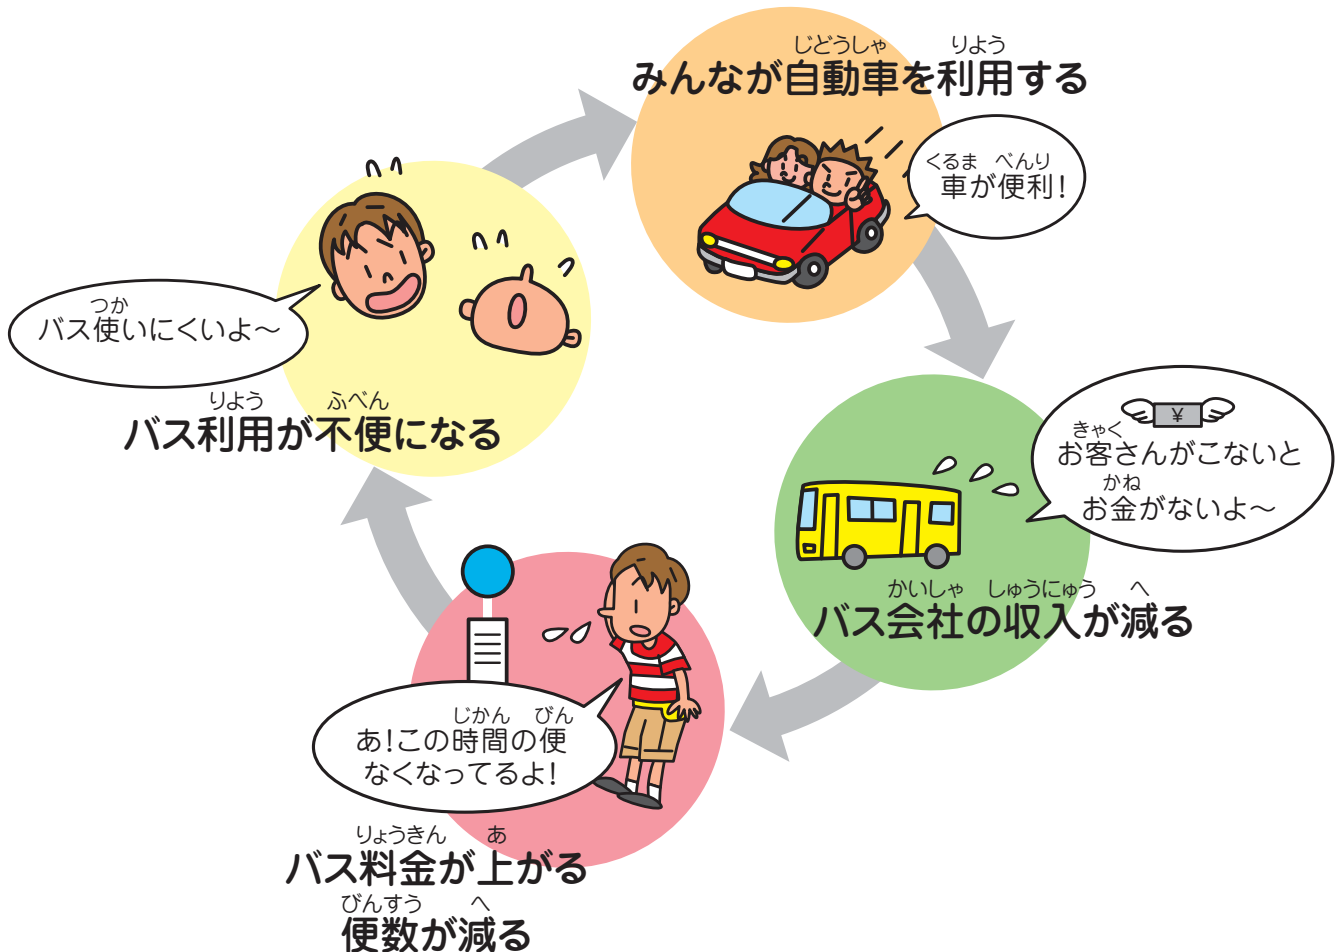 じどうしゃ りよう
みんなが自動車を利用する
くるま べんり
車が便利!
¥
きゃく
お客さんがこないと
かね
お金がないよ～
かいしゃ しゅうにゅう へ
バス会社の収入が減る
じかん びん
あ!この時間の便
なくなってるよ!
りょうきん あ
バス料金が上がる
びんすう へ
便数が減る
つか
バス使いにくいよ～
りよう ふべん
バス利用が不便になる